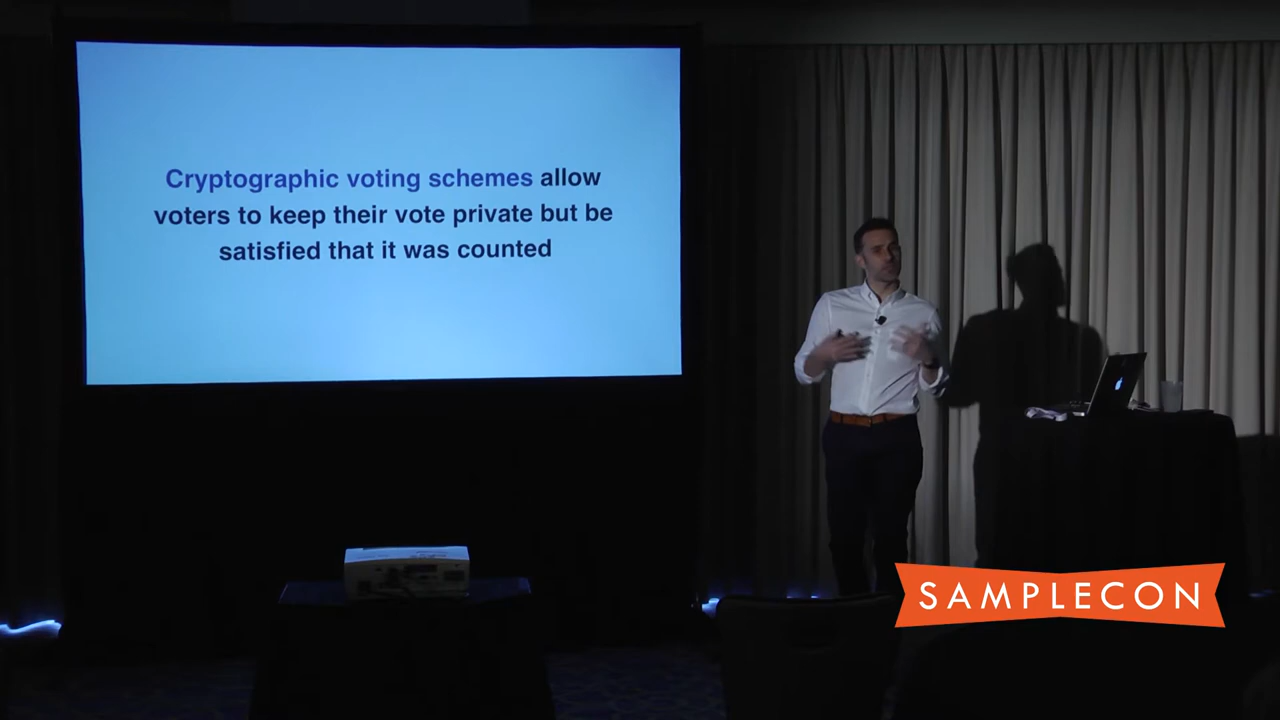 Cryptographic voting schemes allow
voters to keep their vote private but be
satisfied that it was counted
SAMPLECON